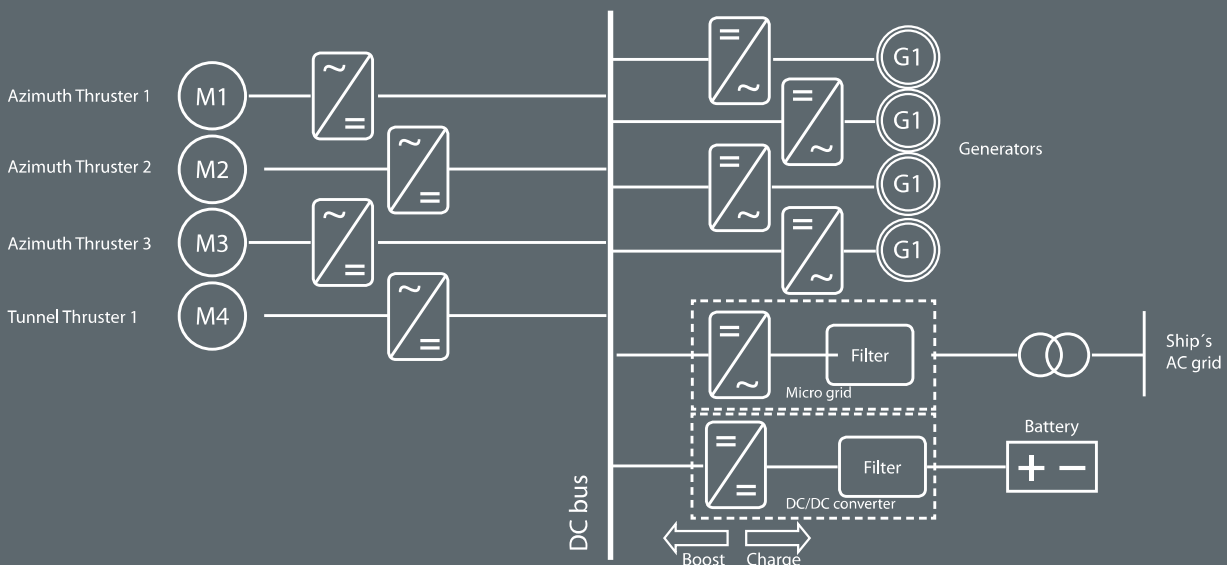 Azimuth Thruster 1
M1
Azimuth Thruster 2
M2
Azimuth Thruster 3
M3
Tunnel Thruster 1
M4
DC bus
G1
G1
G1
G1
Generators
Filter
Micro grid
Ship´s
AC grid
Filter
DC/DC converter
Battery
+ −
Boost
Charge